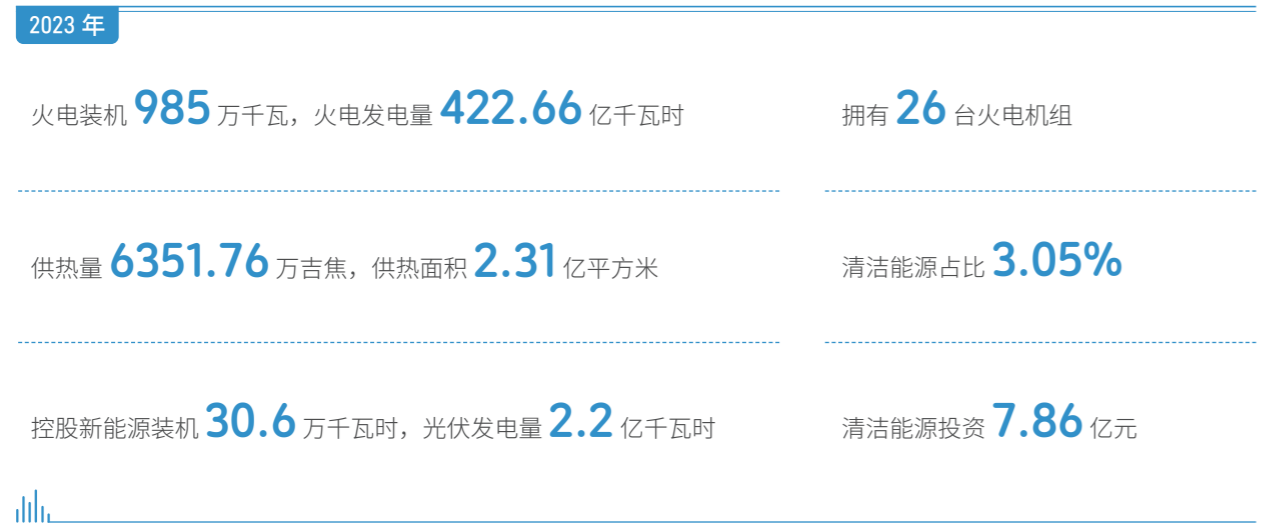 2023 年
火电装机 985 万千瓦，火电发电量 422.66 亿千瓦时
拥有 26 台火电机组
供热量 6351.76 万吉焦，供热面积 2.31 亿平方米
清洁能源占比 3.05%
控股新能源装机 30.6 万千瓦时，光伏发电量 2.2 亿千瓦时
清洁能源投资 7.86 亿元